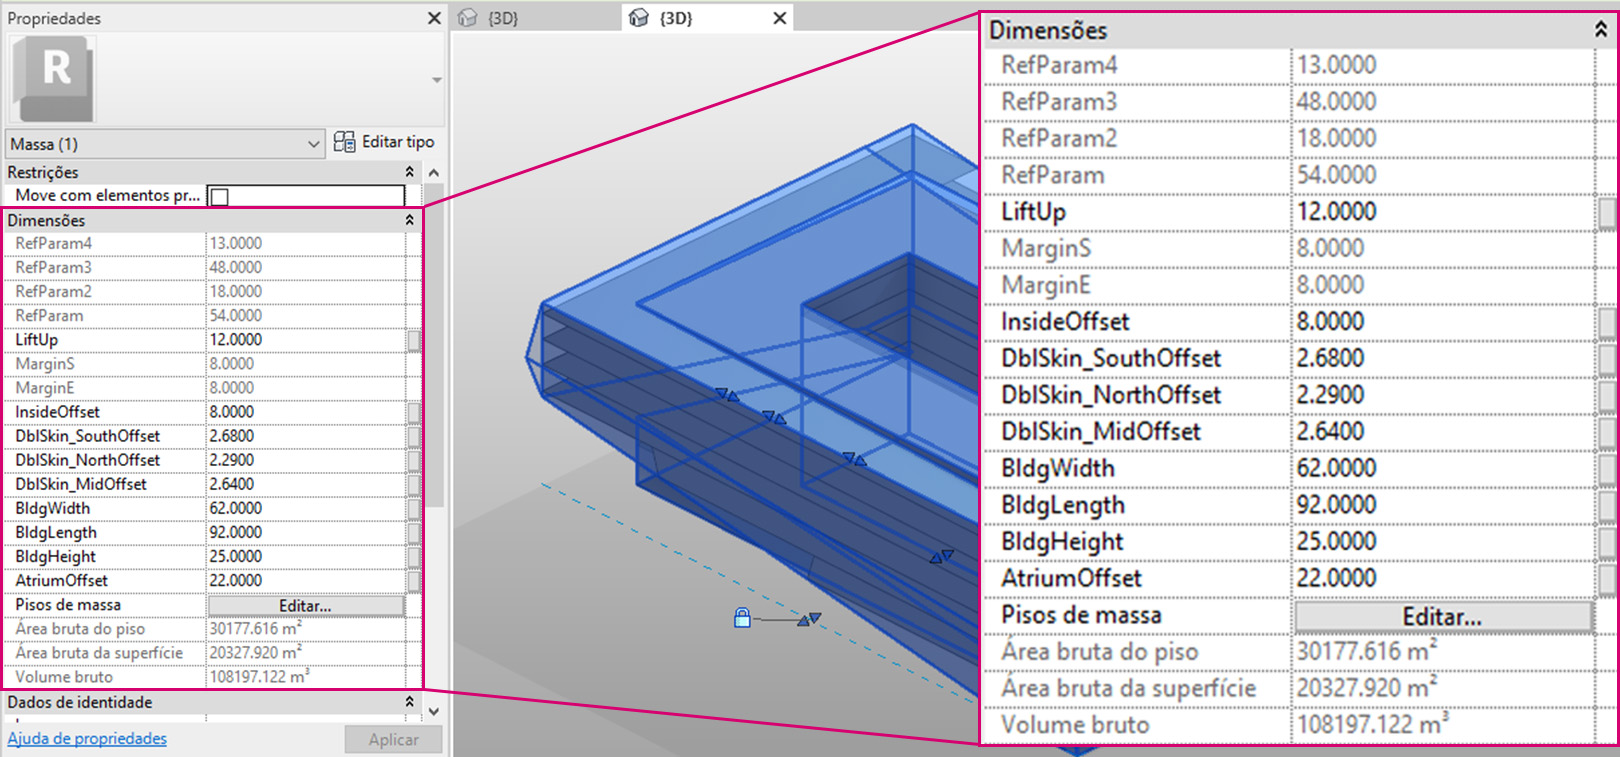 Propriedades
{3D}
{3D}
R
Massa (1)
Editar tipo
Restrições
Move com elementos pr...
Dimensões
RefParam4 13.0000
RefParam3 48.0000
RefParam2 18.0000
RefParam 54.0000
LiftUp 12.0000
MarginS 8.0000
MarginE 8.0000
InsideOffset 8.0000
DblSkin_SouthOffset 2.6800
DblSkin_NorthOffset 2.2900
DblSkin_MidOffset 2.6400
BldgWidth 62.0000
BldgLength 92.0000
BldgHeight 25.0000
AtriumOffset 22.0000
Pisos de massa Editar...
Área bruta do piso 30177.616 m²
Área bruta da superfície 20327.920 m²
Volume bruto 108197.122 m³
Dados de identidade
Ajuda de propriedades
Aplicar
Dimensões
RefParam4 13.0000
RefParam3 48.0000
RefParam2 18.0000
RefParam 54.0000
LiftUp 12.0000
MarginS 8.0000
MarginE 8.0000
InsideOffset 8.0000
DblSkin_SouthOffset 2.6800
DblSkin_NorthOffset 2.2900
DblSkin_MidOffset 2.6400
BldgWidth 62.0000
BldgLength 92.0000
BldgHeight 25.0000
AtriumOffset 22.0000
Pisos de massa Editar...
Área bruta do piso 30177.616 m²
Área bruta da superfície 20327.920 m²
Volume bruto 108197.122 m³